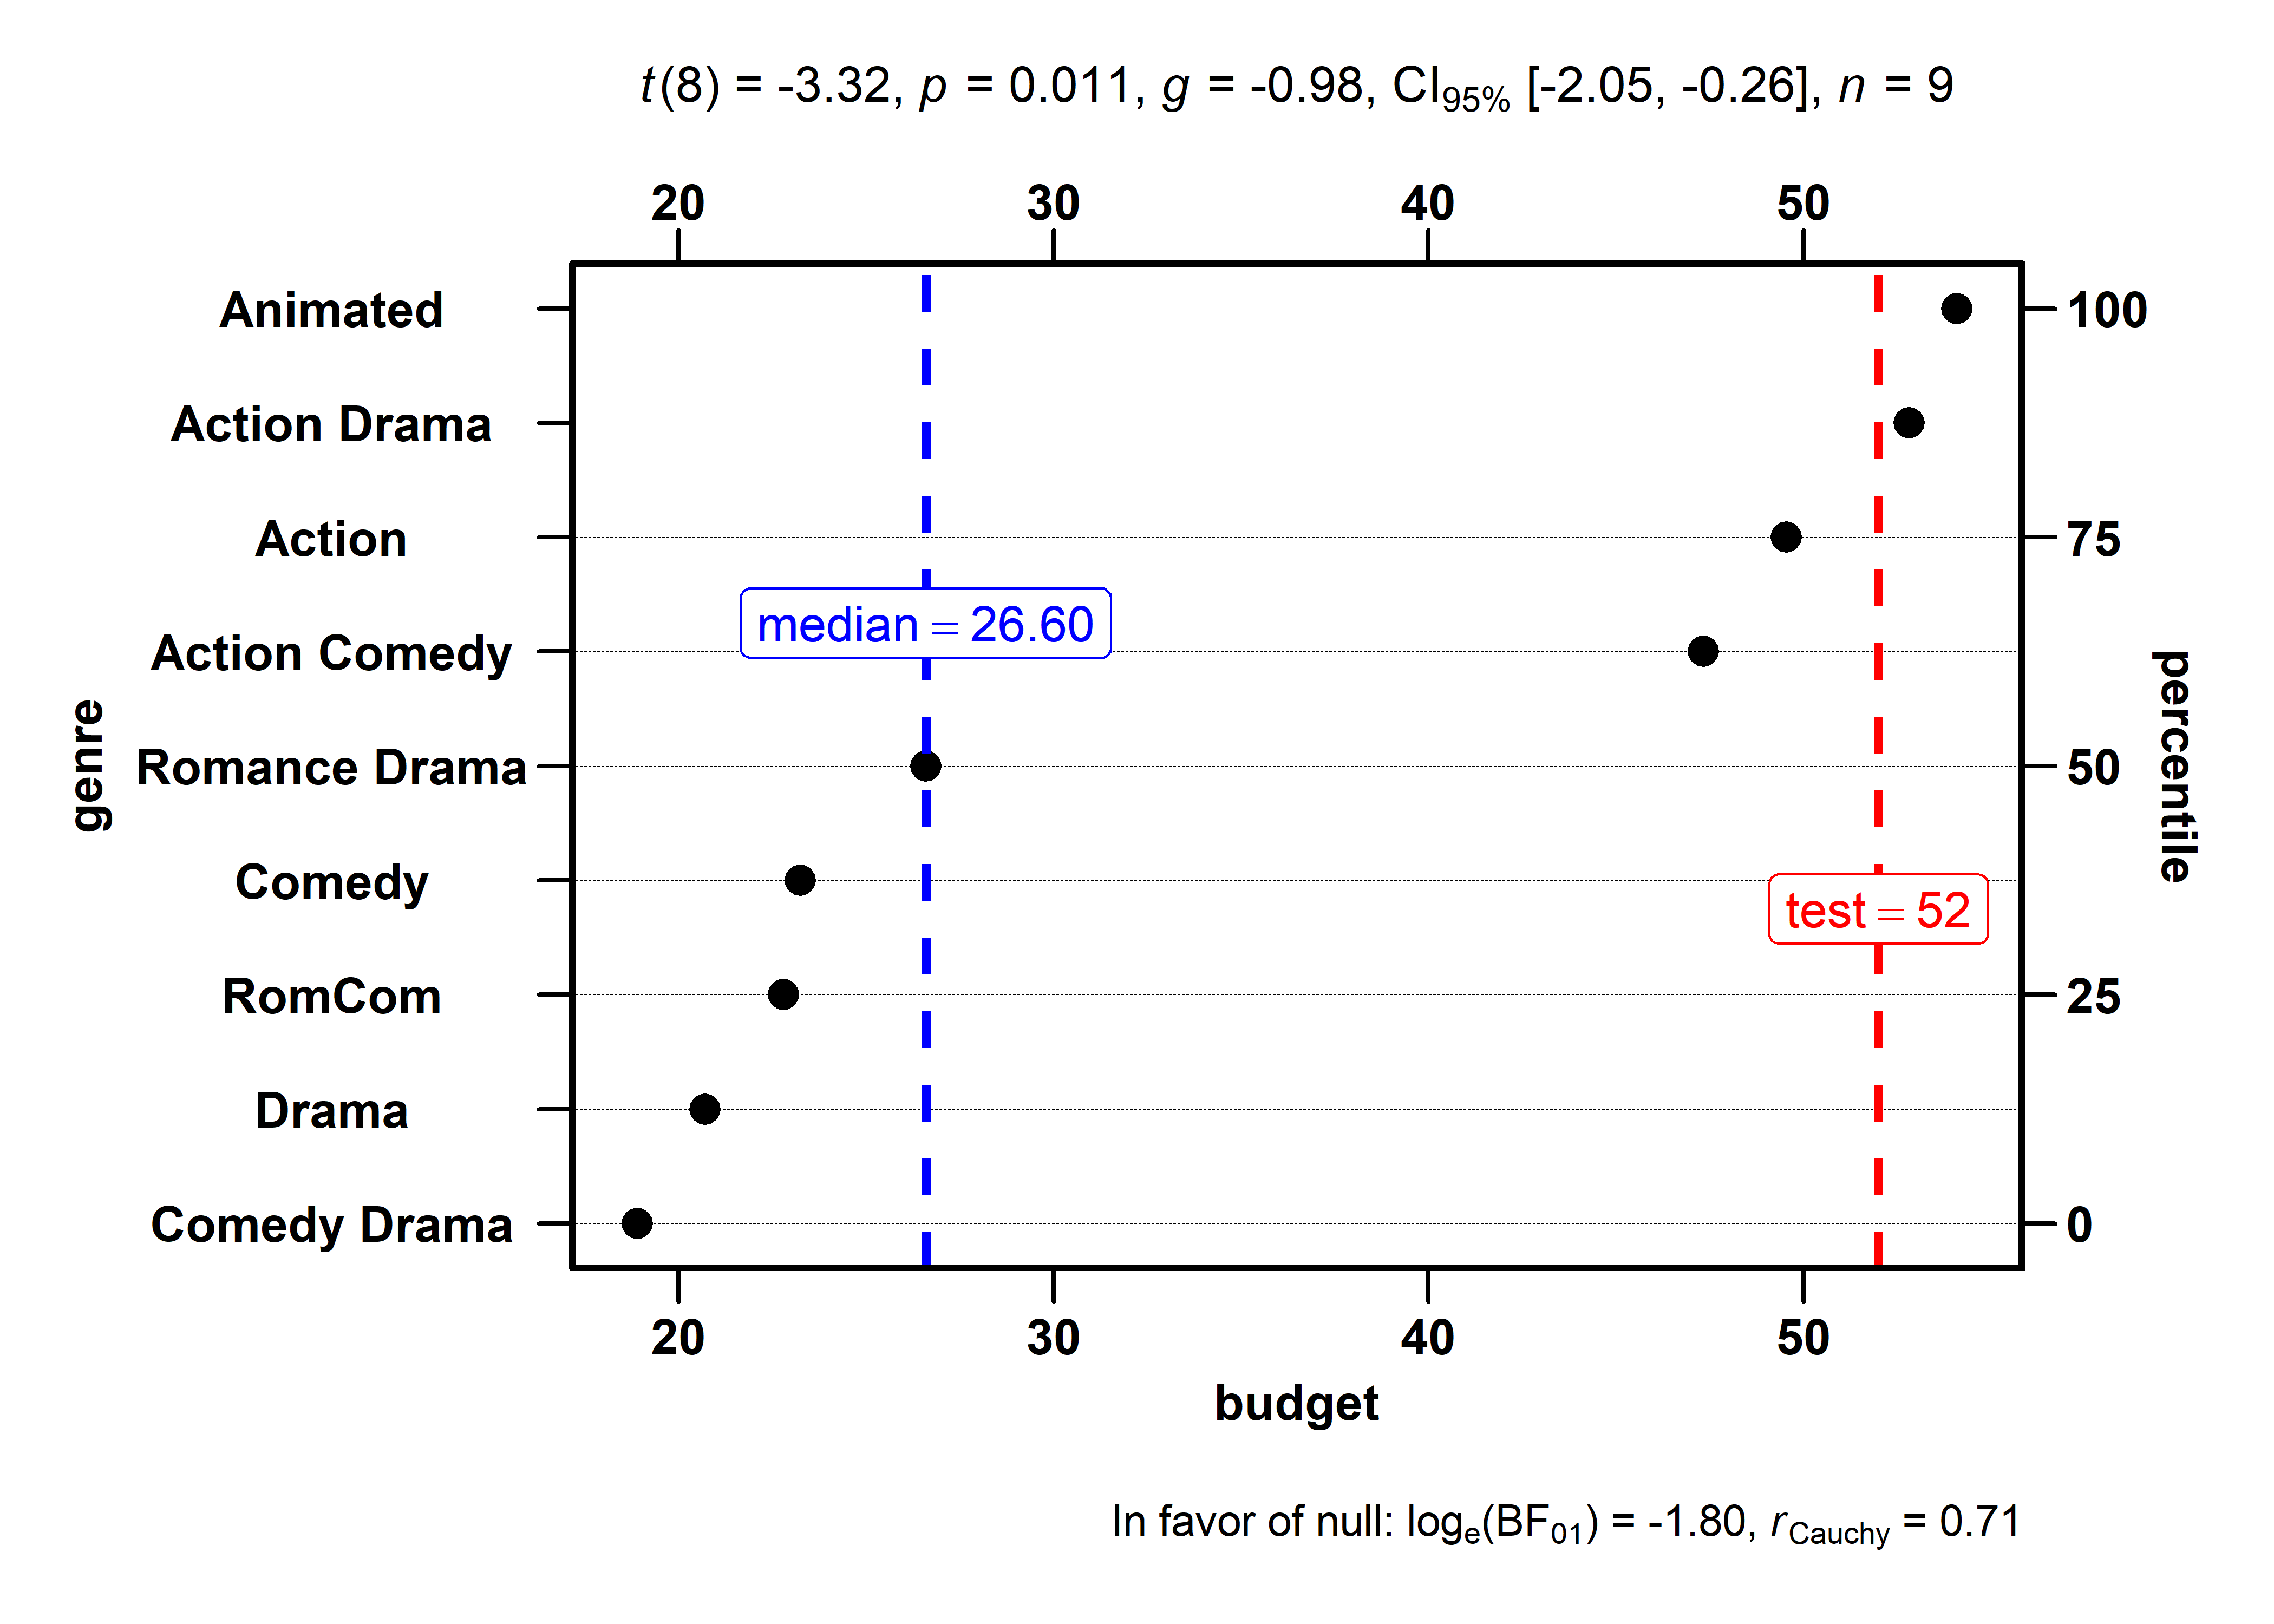 t(8) = -3.32, p = 0.011, g = -0.98, CI95% [-2.05, -0.26], n = 9
20 30 40 50
Animated 100
Action Drama
Action 75
median = 26.60
Action Comedy
Romance Drama 50
genre
percentile
Comedy
test = 52
RomCom 25
Drama
Comedy Drama 0
20 30 40 50
budget
In favor of null: loge(BF01) = -1.80, rCauchy = 0.71